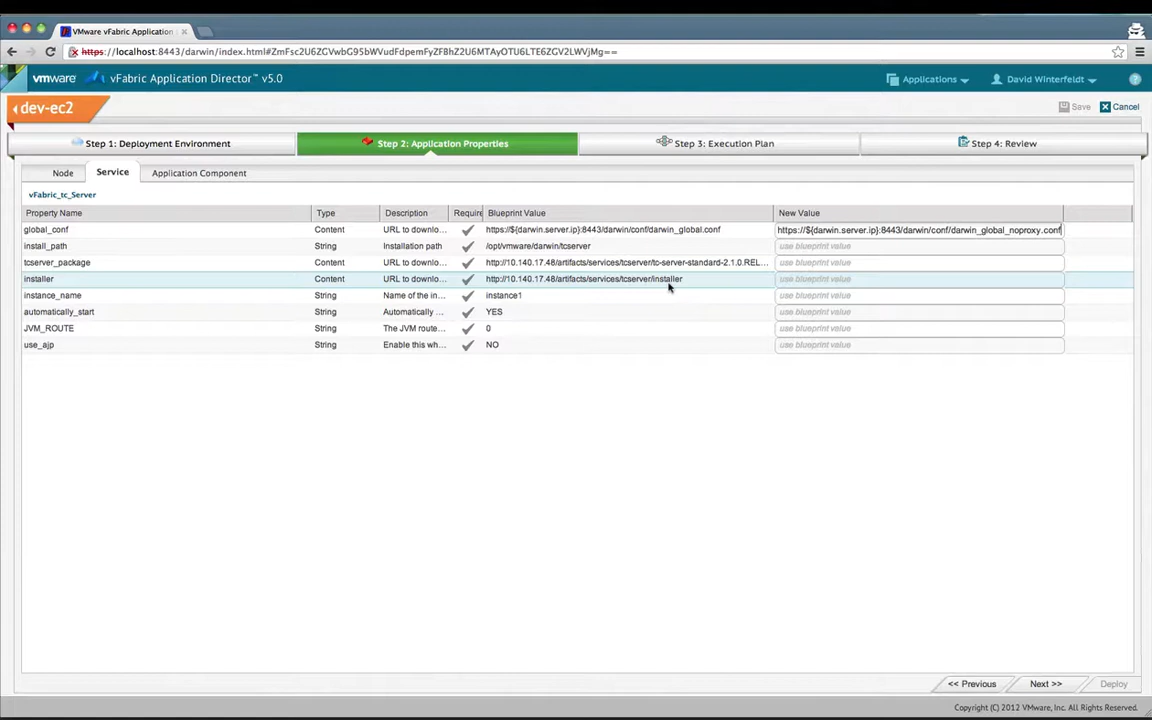 VMware vFabric Application
https://localhost:8443/darwin/index.html#ZmFsc2U6ZGVwbG95bWVudFdpemFyZFBhZ2U6MTAyOTU6LTE6ZGV2LWVjMg==
vmware vFabric Application Director™ v5.0 Applications David Winterfeldt ?
dev-ec2 Save Cancel
Step 1: Deployment Environment Step 2: Application Properties Step 3: Execution Plan Step 4: Review
Node Service Application Component
vFabric_tc_Server
Property Name Type Description Require Blueprint Value New Value
global_conf Content URL to downlo... https://${darwin.server.ip}:8443/darwin/conf/darwin_global.conf https://${darwin.server.ip}:8443/darwin/conf/darwin_global_noproxy.conf
install_path String Installation path /opt/vmware/darwin/tcserver use blueprint value
tcserver_package Content URL to downlo... http://10.140.17.48/artifacts/services/tcserver/tc-server-standard-2.1.0.REL... use blueprint value
installer Content URL to downlo... http://10.140.17.48/artifacts/services/tcserver/installer use blueprint value
instance_name String Name of the in... instance1 use blueprint value
automatically_start String Automatically ... YES use blueprint value
JVM_ROUTE String The JVM route... 0 use blueprint value
use_ajp String Enable this wh... NO use blueprint value
<< Previous Next >> Deploy
Copyright (C) 2012 VMware, Inc. All Rights Reserved.